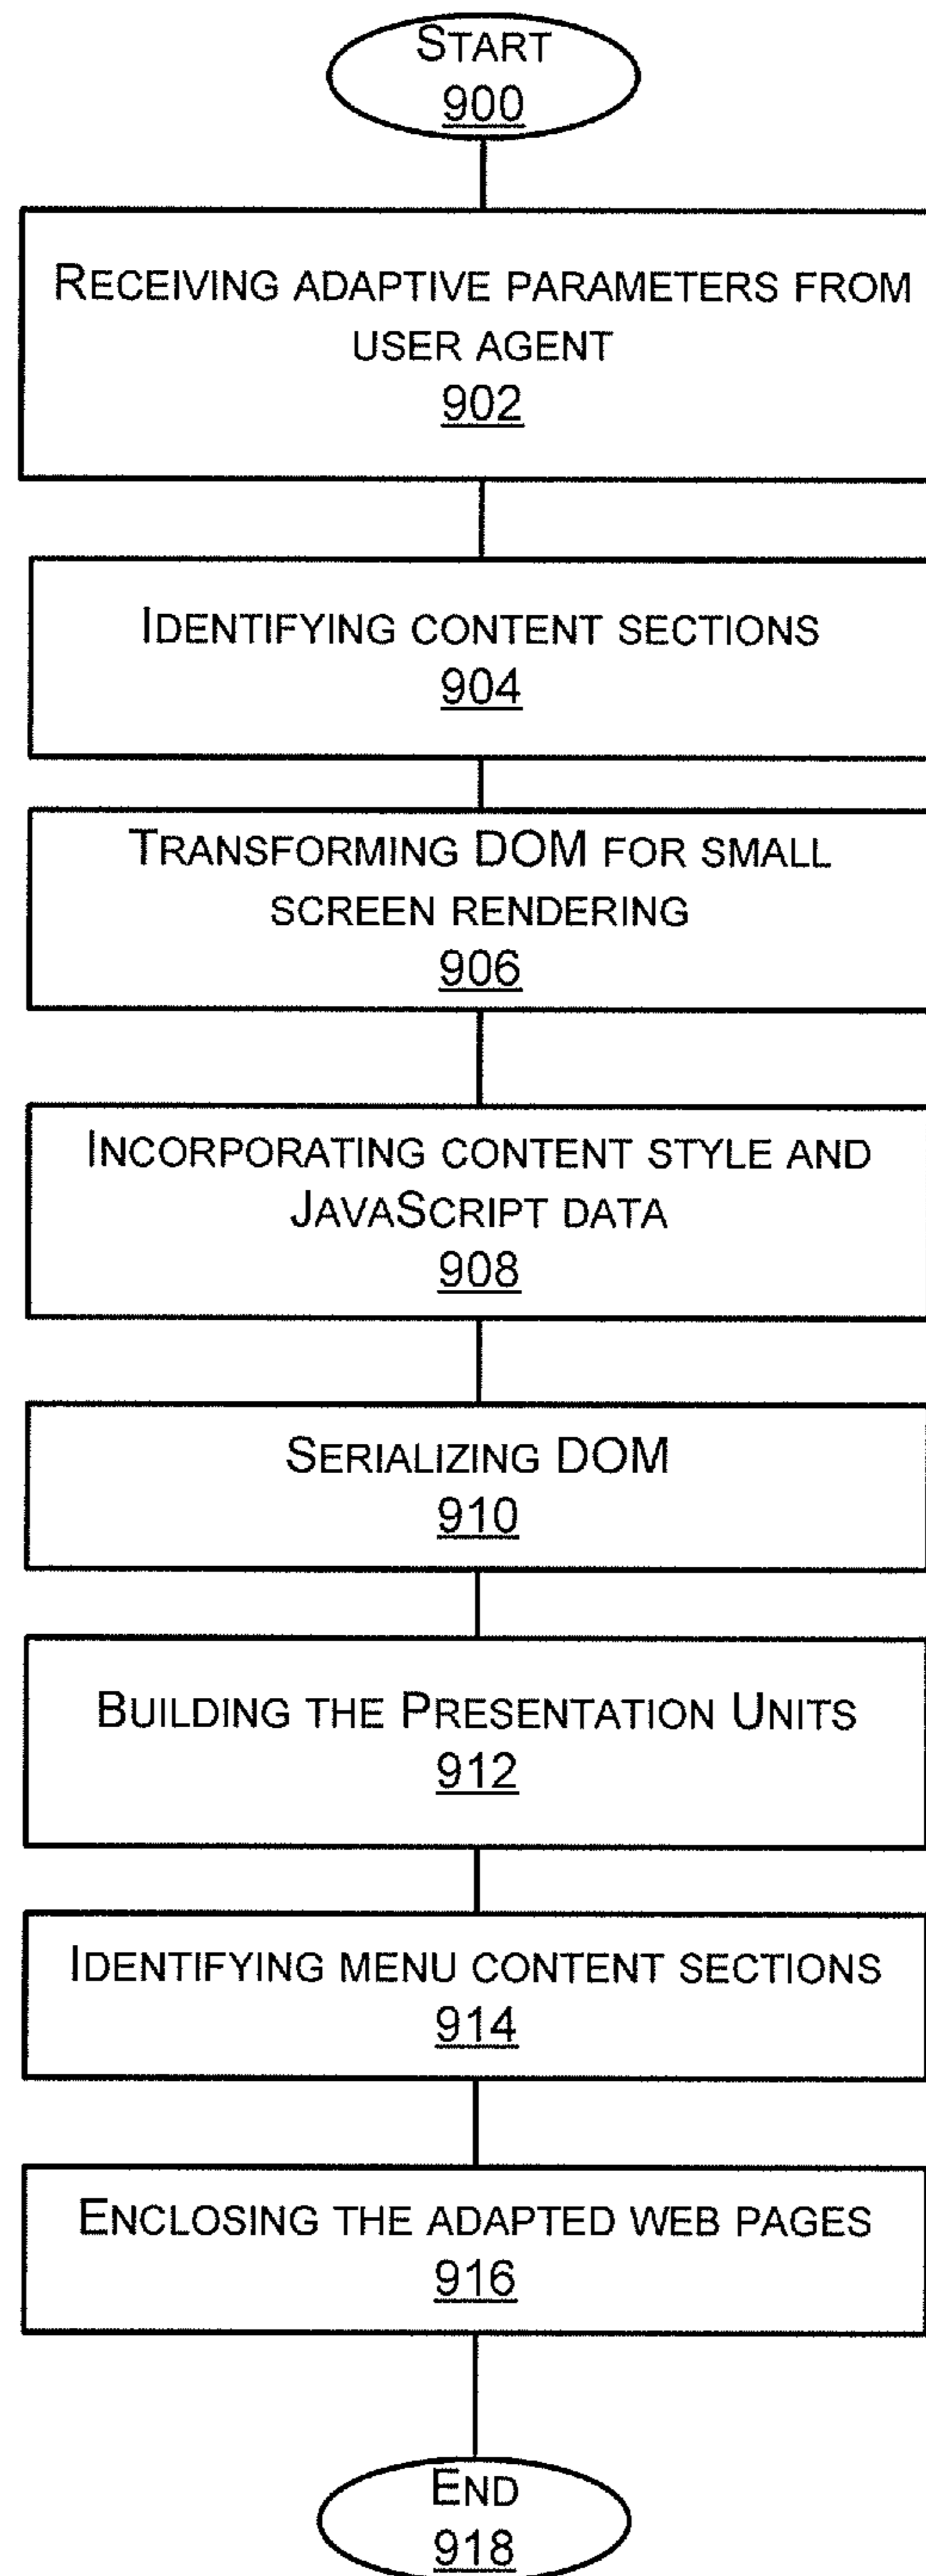 START
900
RECEIVING ADAPTIVE PARAMETERS FROM
USER AGENT
902
IDENTIFYING CONTENT SECTIONS
904
TRANSFORMING DOM FOR SMALL
SCREEN RENDERING
906
INCORPORATING CONTENT STYLE AND
JAVASCRIPT DATA
908
SERIALIZING DOM
910
BUILDING THE PRESENTATION UNITS
912
IDENTIFYING MENU CONTENT SECTIONS
914
ENCLOSING THE ADAPTED WEB PAGES
916
END
918